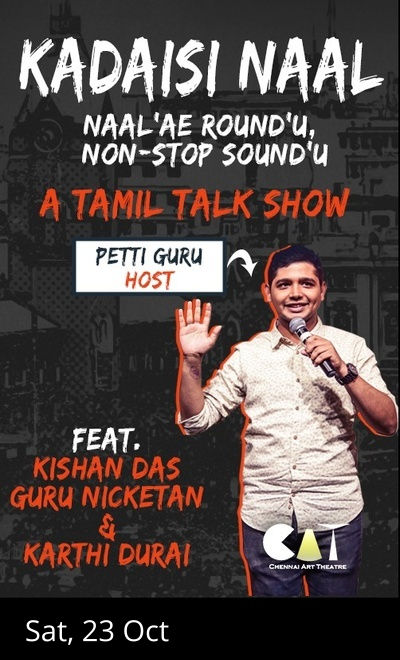 KADAISI NAAL
NAAL'AE ROUND'U,
NON-STOP SOUND'U
A TAMIL TALK SHOW
PETTI GURU
HOST
FEAT.
KISHAN DAS
GURU NICKETAN
&
KARTHI DURAI
CAT
CHENNAI ART THEATRE
Sat, 23 Oct